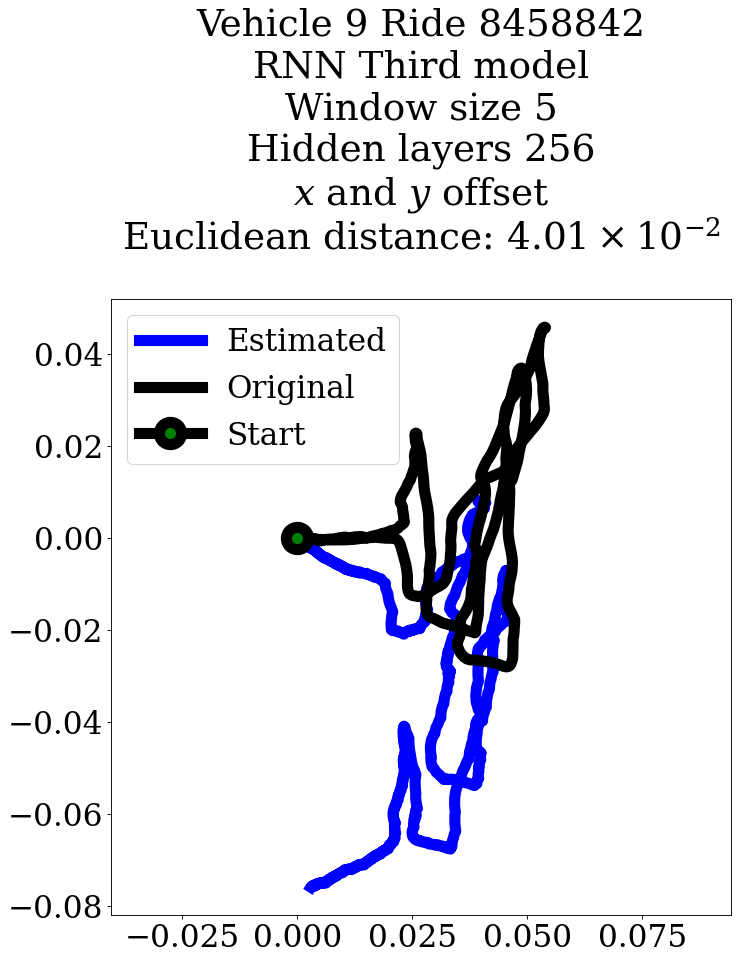 Vehicle 9 Ride 8458842
RNN Third model
Window size 5
Hidden layers 256
x and y offset
Euclidean distance: 4.01 × 10⁻²
Estimated
Original
Start
0.04
0.02
0.00
−0.02
−0.04
−0.06
−0.08
−0.025 0.000 0.025 0.050 0.075